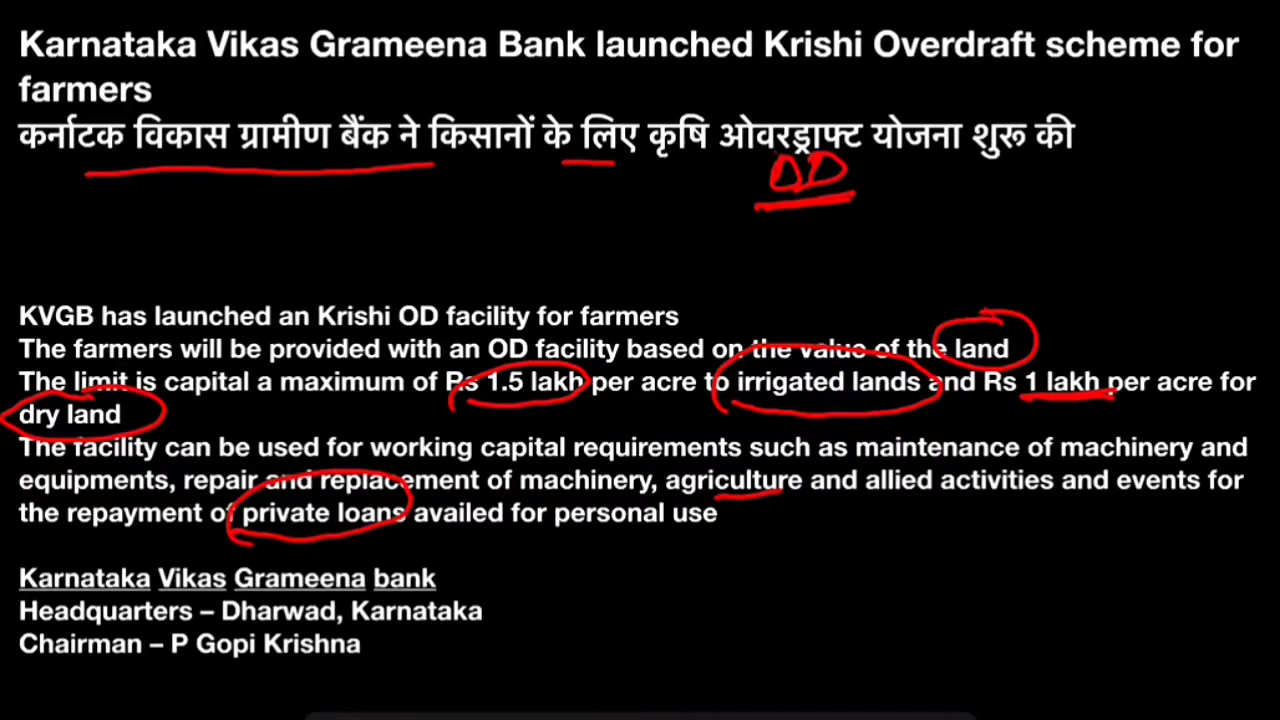 Karnataka Vikas Grameena Bank launched Krishi Overdraft scheme for
farmers
कर्नाटक विकास ग्रामीण बैंक ने किसानों के लिए कृषि ओवरड्राफ्ट योजना शुरू की
OD
KVGB has launched an Krishi OD facility for farmers
The farmers will be provided with an OD facility based on the value of the land
The limit is capital a maximum of Rs 1.5 lakh per acre to irrigated lands and Rs 1 lakh per acre for
dry land
The facility can be used for working capital requirements such as maintenance of machinery and
equipments, repair and replacement of machinery, agriculture and allied activities and events for
the repayment of private loans availed for personal use
Karnataka Vikas Grameena bank
Headquarters – Dharwad, Karnataka
Chairman – P Gopi Krishna